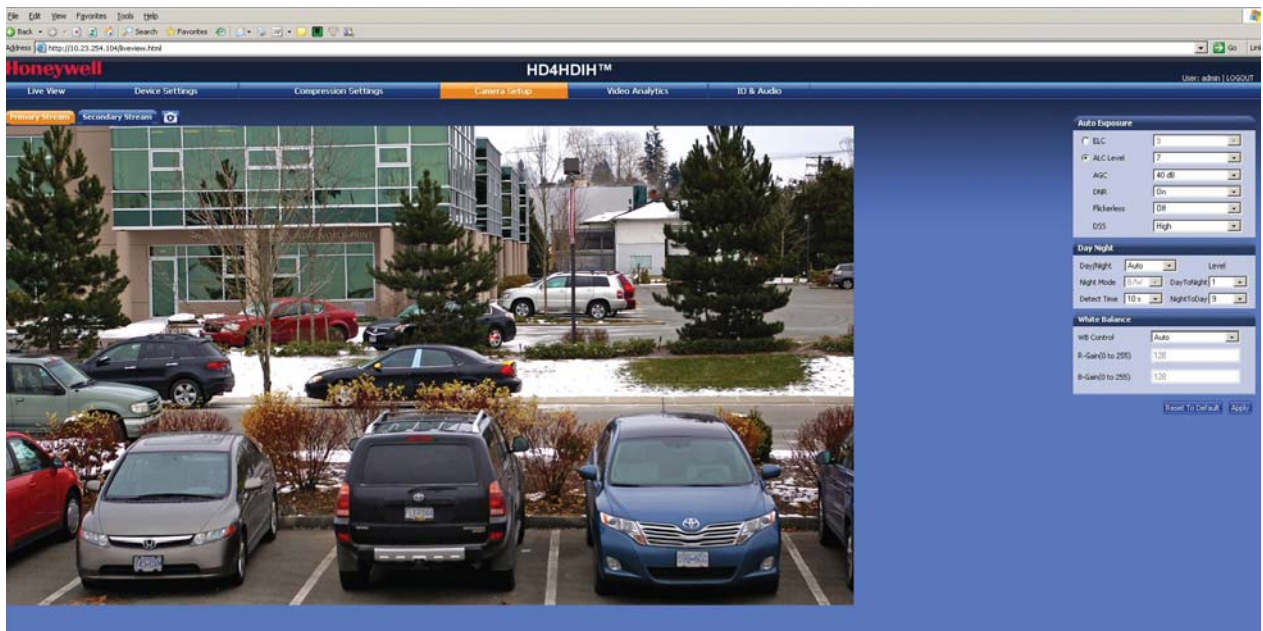 File Edit View Favorites Tools Help
Back Search Favorites
Address http://10.23.254.104/liveview.html Go
Honeywell HD4HDIH™ User: admin | LOGOUT
Live View Device Settings Compression Settings Camera Setup Video Analytics IO & Audio
Primary Stream Secondary Stream
Auto Exposure
ELC 9
ALC Level 7
AGC 40 dB
DNR On
Flickerless Off
DSS High
Day Night
Day/Night Auto Level
Night Mode B/W DayToNight 1
Detect Time 10 s NightToDay 9
White Balance
WB Control Auto
R-Gain(0 to 255) 128
B-Gain(0 to 255) 128
Reset To Default Apply